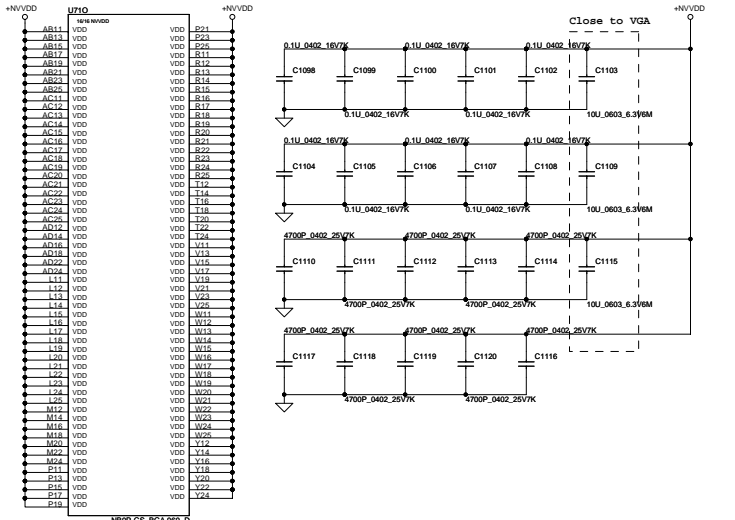 +NVVDD U71O +NVVDD
16/16 NVVDD
AB11 VDD VDD P21
AB13 VDD VDD P23
AB15 VDD VDD P25
AB17 VDD VDD R11
AB19 VDD VDD R12
AB21 VDD VDD R13
AB23 VDD VDD R14
AB25 VDD VDD R15
AC11 VDD VDD R16
AC12 VDD VDD R17
AC13 VDD VDD R18
AC14 VDD VDD R19
AC15 VDD VDD R20
AC16 VDD VDD R21
AC17 VDD VDD R22
AC18 VDD VDD R23
AC19 VDD VDD R24
AC20 VDD VDD R25
AC21 VDD VDD T12
AC22 VDD VDD T14
AC23 VDD VDD T16
AC24 VDD VDD T18
AC25 VDD VDD T20
AD12 VDD VDD T22
AD14 VDD VDD T24
AD16 VDD VDD V11
AD18 VDD VDD V13
AD22 VDD VDD V15
AD24 VDD VDD V17
L11 VDD VDD V19
L12 VDD VDD V21
L13 VDD VDD V23
L14 VDD VDD V25
L15 VDD VDD W11
L16 VDD VDD W12
L17 VDD VDD W13
L18 VDD VDD W14
L19 VDD VDD W15
L20 VDD VDD W16
L21 VDD VDD W17
L22 VDD VDD W18
L23 VDD VDD W19
L24 VDD VDD W20
L25 VDD VDD W21
M12 VDD VDD W22
M14 VDD VDD W23
M16 VDD VDD W24
M18 VDD VDD W25
M20 VDD VDD Y12
M22 VDD VDD Y14
M24 VDD VDD Y16
P11 VDD VDD Y18
P13 VDD VDD Y20
P15 VDD VDD Y22
P17 VDD VDD Y24
P19 VDD
+NVVDD
Close to VGA
0.1U_0402_16V7K 0.1U_0402_16V7K 0.1U_0402_16V7K
C1098 C1099 C1100 C1101 C1102 C1103
0.1U_0402_16V7K 0.1U_0402_16V7K 10U_0603_6.3V6M
0.1U_0402_16V7K 0.1U_0402_16V7K 0.1U_0402_16V7K
C1104 C1105 C1106 C1107 C1108 C1109
0.1U_0402_16V7K 0.1U_0402_16V7K 10U_0603_6.3V6M
4700P_0402_25V7K 4700P_0402_25V7K 4700P_0402_25V7K
C1110 C1111 C1112 C1113 C1114 C1115
4700P_0402_25V7K 4700P_0402_25V7K 10U_0603_6.3V6M
4700P_0402_25V7K 4700P_0402_25V7K 4700P_0402_25V7K
C1117 C1118 C1119 C1120 C1116
4700P_0402_25V7K 4700P_0402_25V7K